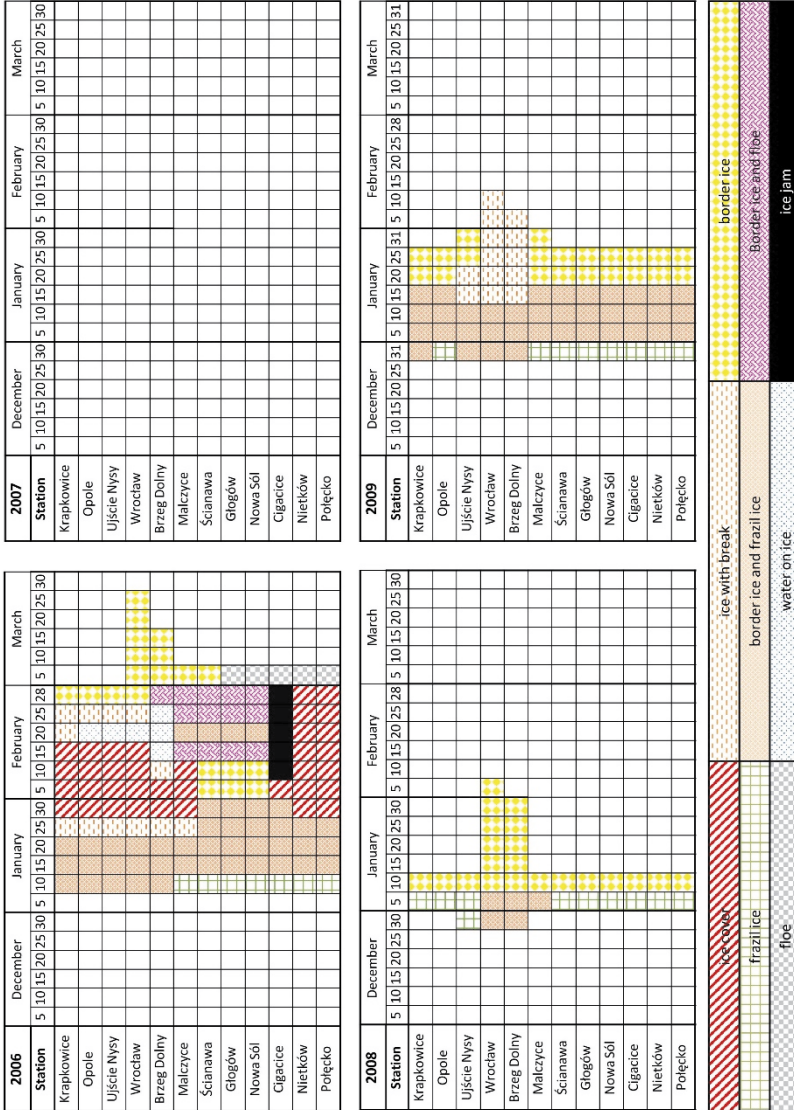 2006 December January February March
Station 5 10 15 20 25 30 5 10 15 20 25 30 5 10 15 20 25 28 5 10 15 20 25 30
Krapkowice
Opole
Ujście Nysy
Wrocław
Brzeg Dolny
Malczyce
Ścianawa
Głogów
Nowa Sól
Cigacice
Nietków
Połęcko
2007 December January February March
Station 5 10 15 20 25 30 5 10 15 20 25 30 5 10 15 20 25 30 5 10 15 20 25 30
Krapkowice
Opole
Ujście Nysy
Wrocław
Brzeg Dolny
Malczyce
Ścianawa
Głogów
Nowa Sól
Cigacice
Nietków
Połęcko
2008 December January February March
Station 5 10 15 20 25 30 5 10 15 20 25 30 5 10 15 20 25 28 5 10 15 20 25 30
Krapkowice
Opole
Ujście Nysy
Wrocław
Brzeg Dolny
Malczyce
Ścianawa
Głogów
Nowa Sól
Cigacice
Nietków
Połęcko
2009 December January February March
Station 5 10 15 20 25 31 5 10 15 20 25 31 5 10 15 20 25 28 5 10 15 20 25 31
Krapkowice
Opole
Ujście Nysy
Wrocław
Brzeg Dolny
Malczyce
Ścianawa
Głogów
Nowa Sól
Cigacice
Nietków
Połęcko
ice cover ice with break border ice
frazil ice border ice and frazil ice Border ice and floe
floe water on ice ice jam